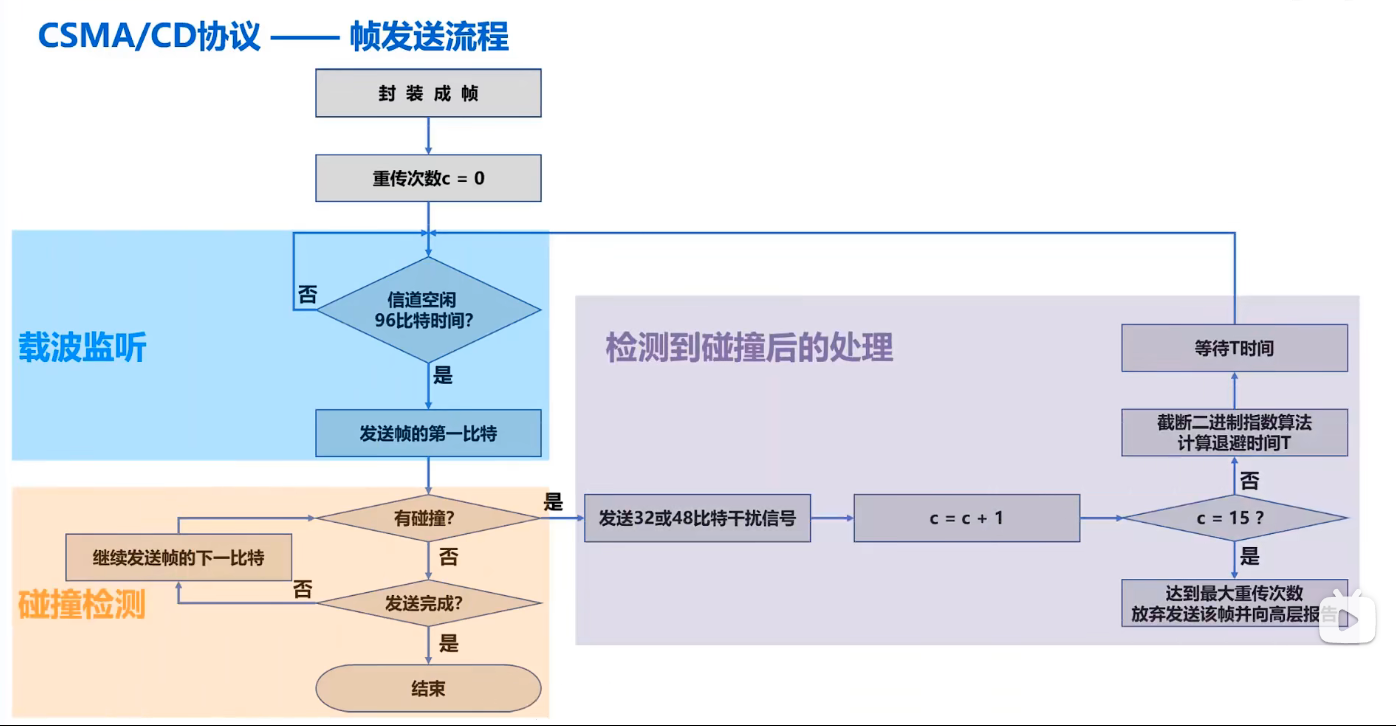 CSMA/CD协议 —— 帧发送流程
封 装 成 帧
重传次数c = 0
否
信道空闲
96比特时间?
载波监听
是
发送帧的第一比特
检测到碰撞后的处理
等待T时间
截断二进制指数算法
计算退避时间T
否
有碰撞?
是
发送32或48比特干扰信号
c = c + 1
c = 15 ?
继续发送帧的下一比特
否
是
碰撞检测
否
发送完成?
达到最大重传次数
放弃发送该帧并向高层报告
是
结束